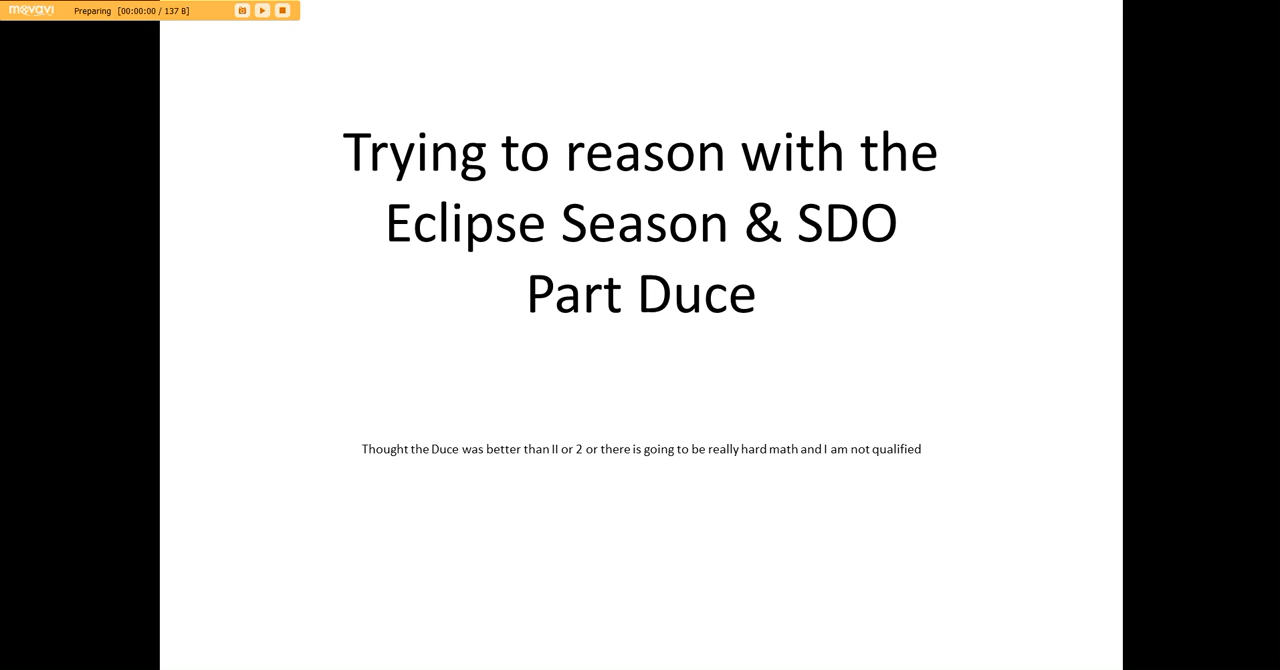 movavi Preparing [00:00:00 / 137 B]
Trying to reason with the
Eclipse Season & SDO
Part Duce
Thought the Duce was better than II or 2 or there is going to be really hard math and I am not qualified